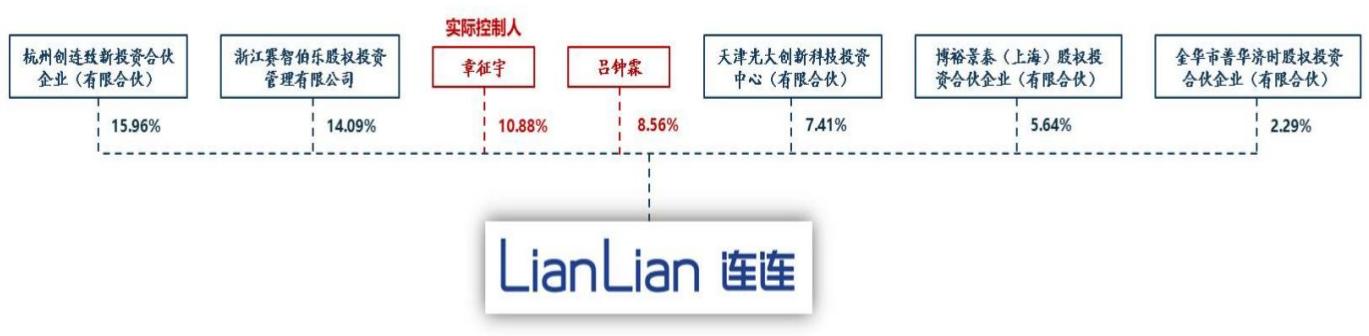 实际控制人
杭州创连致新投资合伙
企业（有限合伙）
浙江赛智伯乐股权投资
管理有限公司
章征宇
吕钟霖
天津光大创新科技投资
中心（有限合伙）
博裕景泰（上海）股权投
资合伙企业（有限合伙）
金华市普华济时股权投资
合伙企业（有限合伙）
15.96%
14.09%
10.88%
8.56%
7.41%
5.64%
2.29%
LianLian 连连